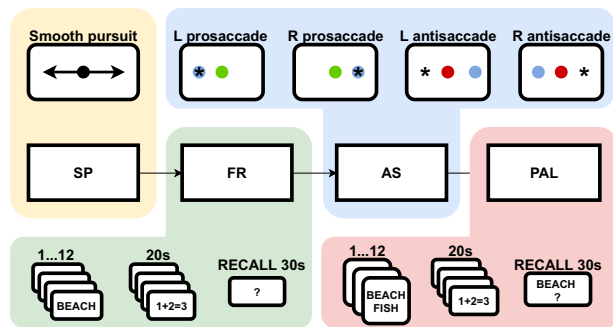 Smooth pursuit
L prosaccade
R prosaccade
L antisaccade
R antisaccade
*
*
*
*
SP
FR
AS
PAL
1...12
20s
RECALL 30s
BEACH
1+2=3
?
1...12
20s
RECALL 30s
BEACH
FISH
1+2=3
BEACH
?